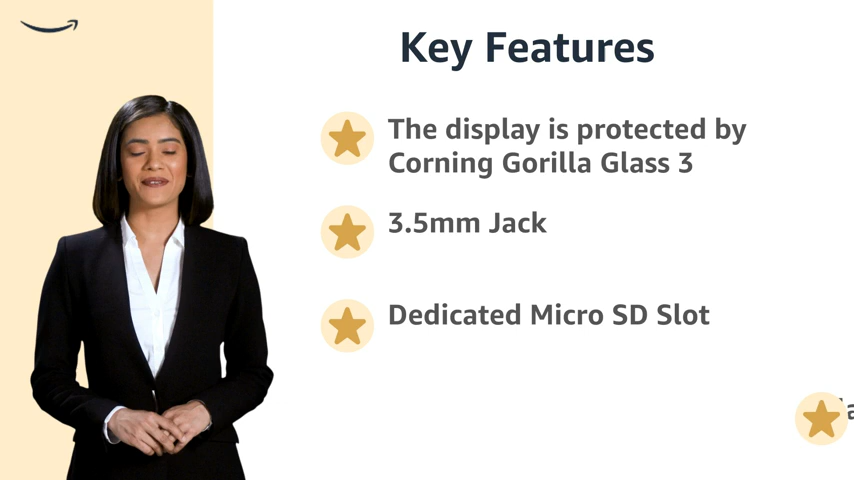 Key Features
The display is protected by
Corning Gorilla Glass 3
3.5mm Jack
Dedicated Micro SD Slot